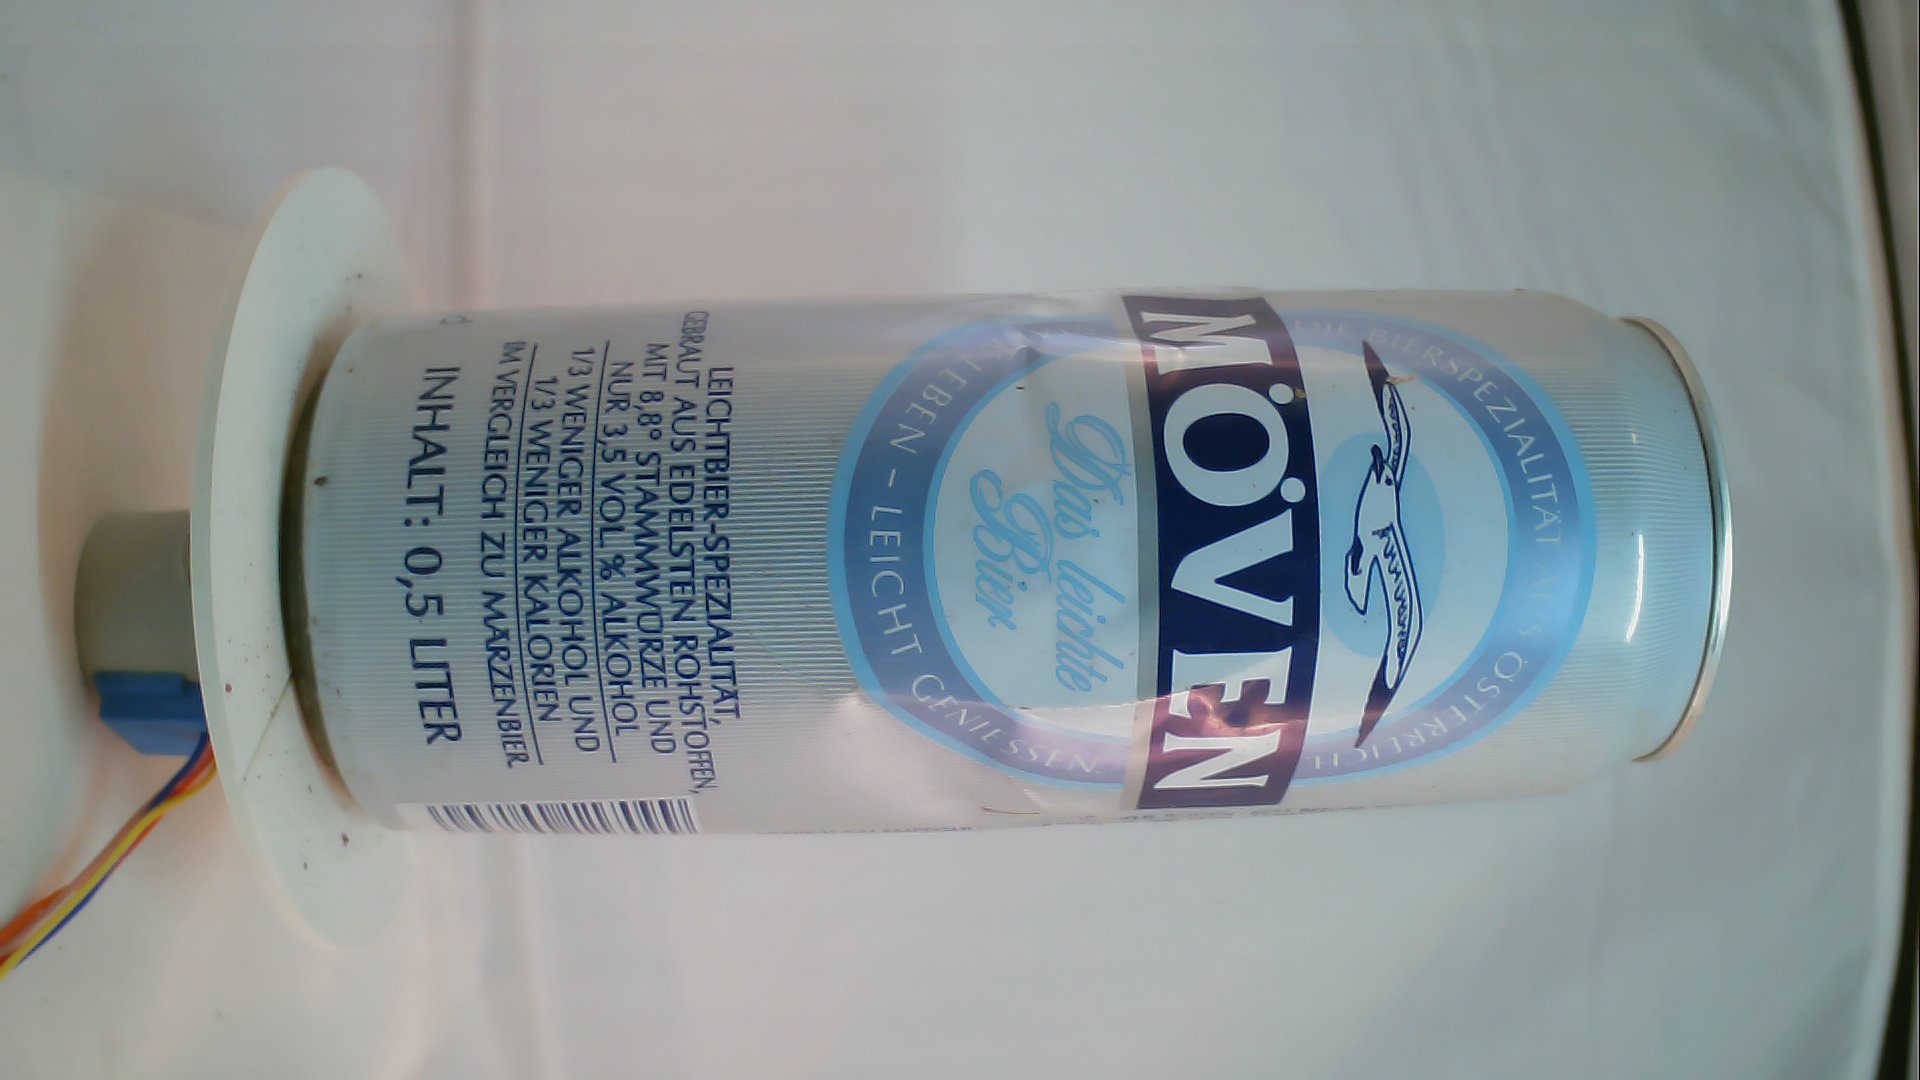 DIE BIERSPEZIALITÄT AUS ÖSTERREICH.
MÖVEN
Das leichte
Bier
LEBEN - LEICHT GENIESSEN.
LEICHTBIER-SPEZIALITÄT,
GEBRAUT AUS EDELSTEN ROHSTOFFEN,
MIT 8,8° STAMMWÜRZE UND
NUR 3,5 VOL % ALKOHOL
1/3 WENIGER ALKOHOL UND
1/3 WENIGER KALORIEN
IM VERGLEICH ZU MÄRZENBIER
INHALT: 0,5 LITER